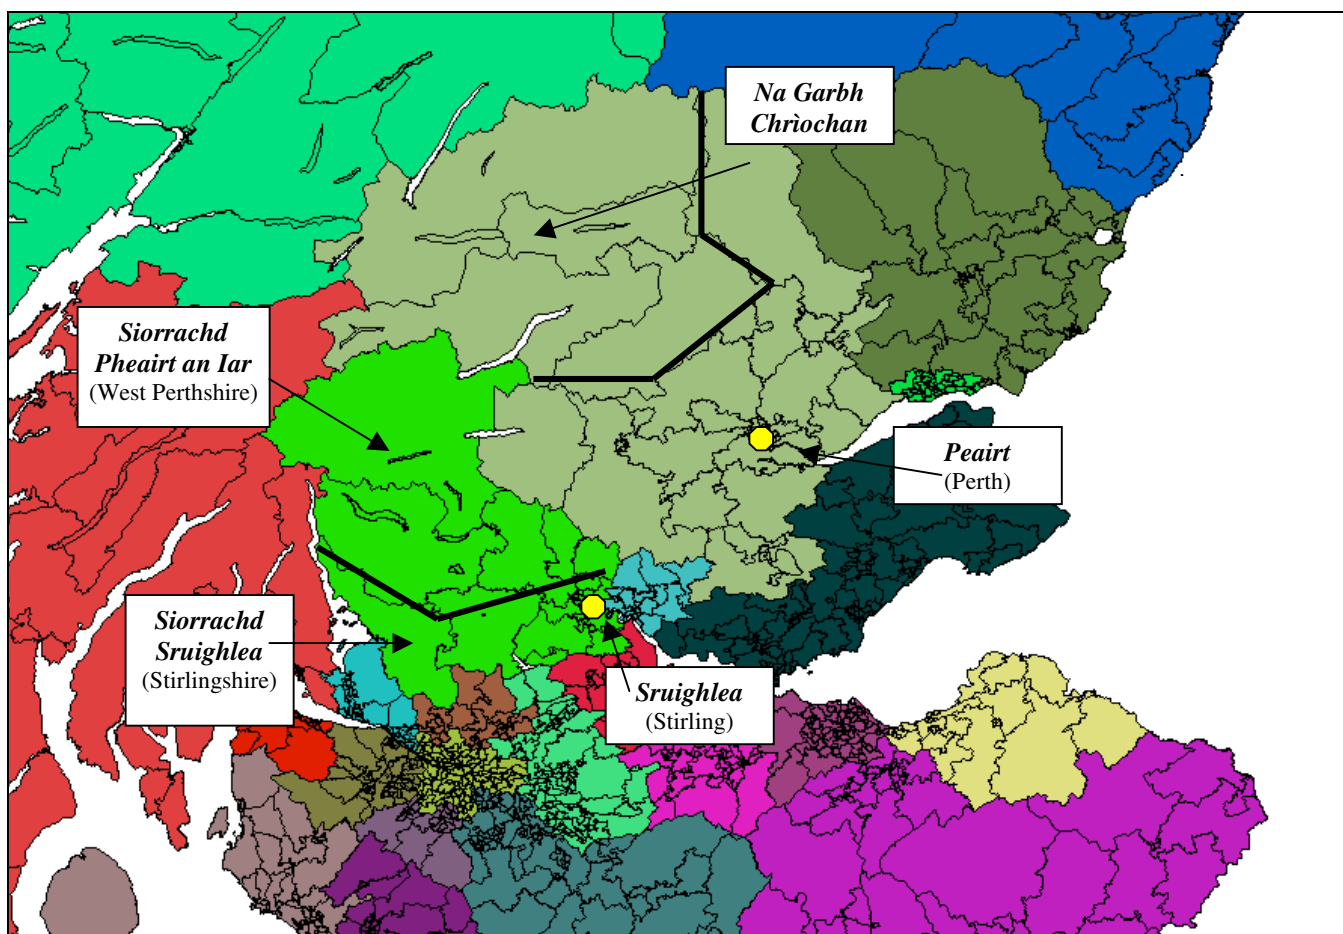 Na Garbh
Chrìochan
Siorrachd
Pheairt an Iar
(West Perthshire)
Peairt
(Perth)
Siorrachd
Sruighlea
(Stirlingshire)
Sruighlea
(Stirling)